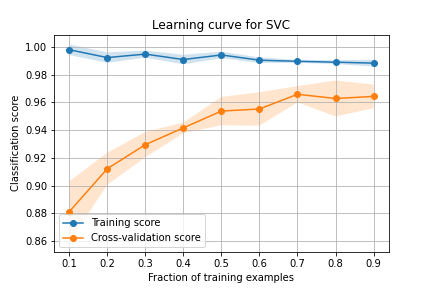 Learning curve for SVC
Classification score
1.00
0.98
0.96
0.94
0.92
0.90
0.88
0.86
Training score
Cross-validation score
0.1 0.2 0.3 0.4 0.5 0.6 0.7 0.8 0.9
Fraction of training examples